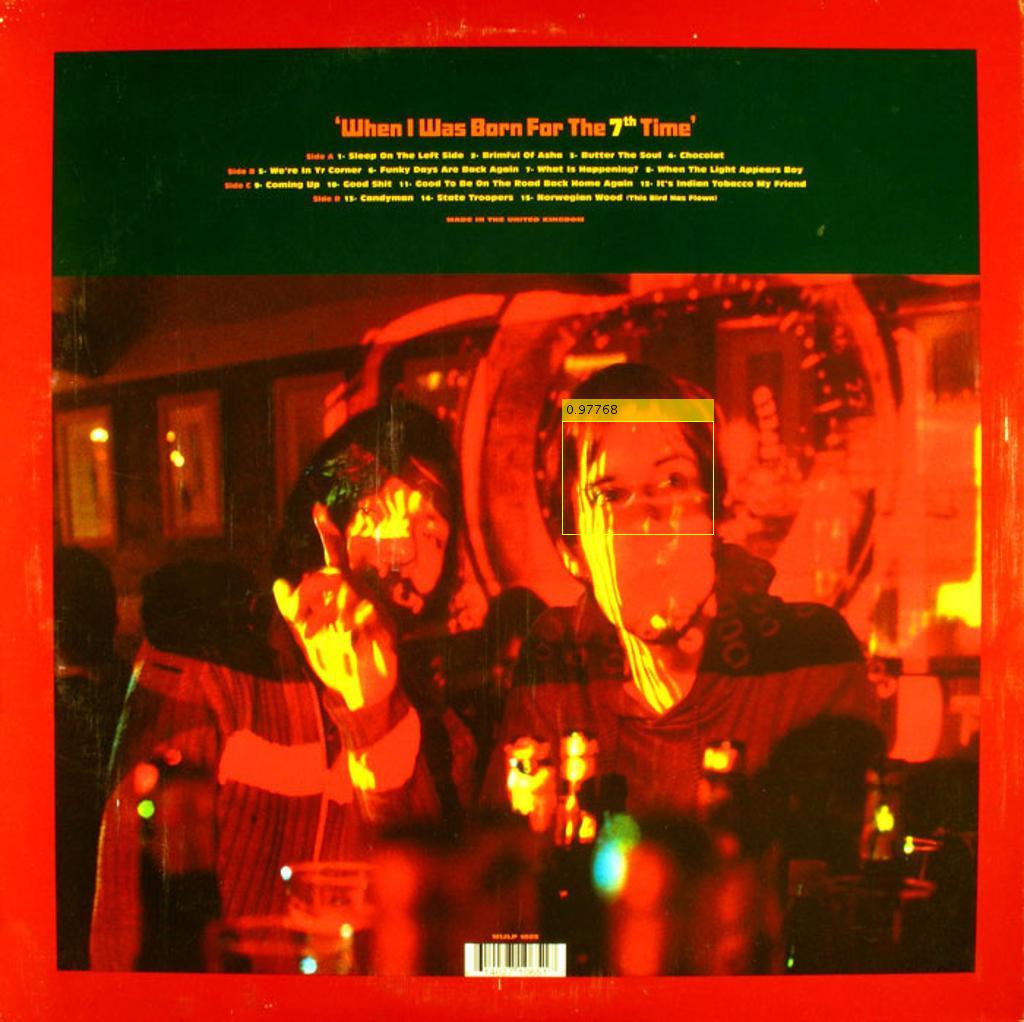 'When I Was Born For The 7th Time'
Side A 1- Sleep On The Left Side 2- Brimful Of Asha 3- Butter The Soul 4- Chocolat
Side B 5- We're In Yr Corner 6- Funky Days Are Back Again 7- What Is Happening? 8- When The Light Appears Boy
Side C 9- Coming Up 10- Good Shit 11- Good To Be On The Road Back Home Again 12- It's Indian Tobacco My Friend
Side D 13- Candyman 14- State Troopers 15- Norwegian Wood (This Bird Has Flown)
MADE IN THE UNITED KINGDOM
0.97768
WIJLP 1065